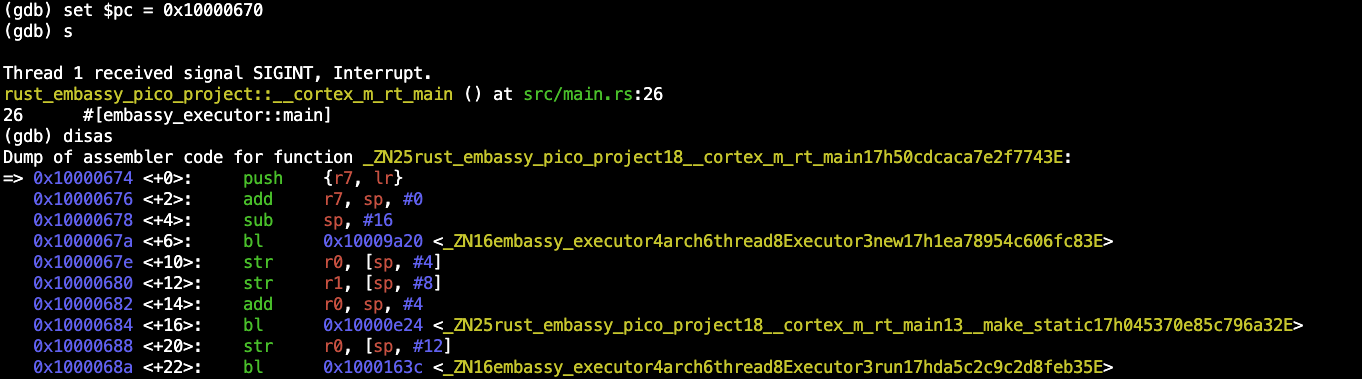 (gdb) set $pc = 0x10000670
(gdb) s
Thread 1 received signal SIGINT, Interrupt.
rust_embassy_pico_project::__cortex_m_rt_main () at src/main.rs:26
26 #[embassy_executor::main]
(gdb) disas
Dump of assembler code for function _ZN25rust_embassy_pico_project18__cortex_m_rt_main17h50cdcaca7e2f7743E:
=> 0x10000674 <+0>: push {r7, lr}
0x10000676 <+2>: add r7, sp, #0
0x10000678 <+4>: sub sp, #16
0x1000067a <+6>: bl 0x10009a20 <_ZN16embassy_executor4arch6thread8Executor3new17h1ea78954c606fc83E>
0x1000067e <+10>: str r0, [sp, #4]
0x10000680 <+12>: str r1, [sp, #8]
0x10000682 <+14>: add r0, sp, #4
0x10000684 <+16>: bl 0x10000e24 <_ZN25rust_embassy_pico_project18__cortex_m_rt_main13__make_static17h045370e85c796a32E>
0x10000688 <+20>: str r0, [sp, #12]
0x1000068a <+22>: bl 0x1000163c <_ZN16embassy_executor4arch6thread8Executor3run17hda5c2c9c2d8feb35E>